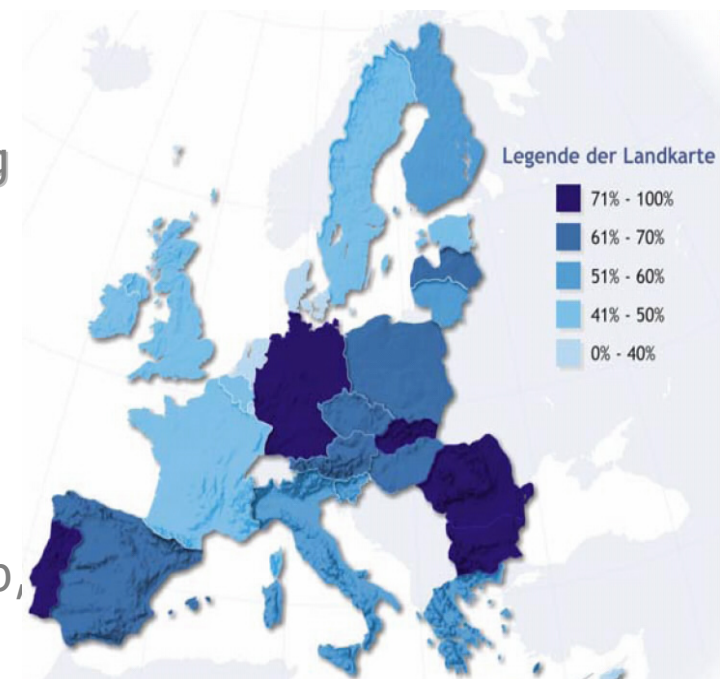 g
Legende der Landkarte
71% - 100%
61% - 70%
51% - 60%
41% - 50%
0% - 40%
o,